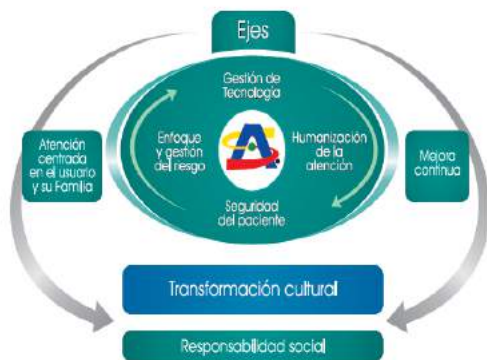 Ejes
Gestión de
Tecnología
Atención
centrada
en el usuario
y su Familia
Enfoque
y gestión
del riesgo
Humanización
de la
atención
Mejora
continua
Seguridad
del paciente
Transformación cultural
Responsabilidad social